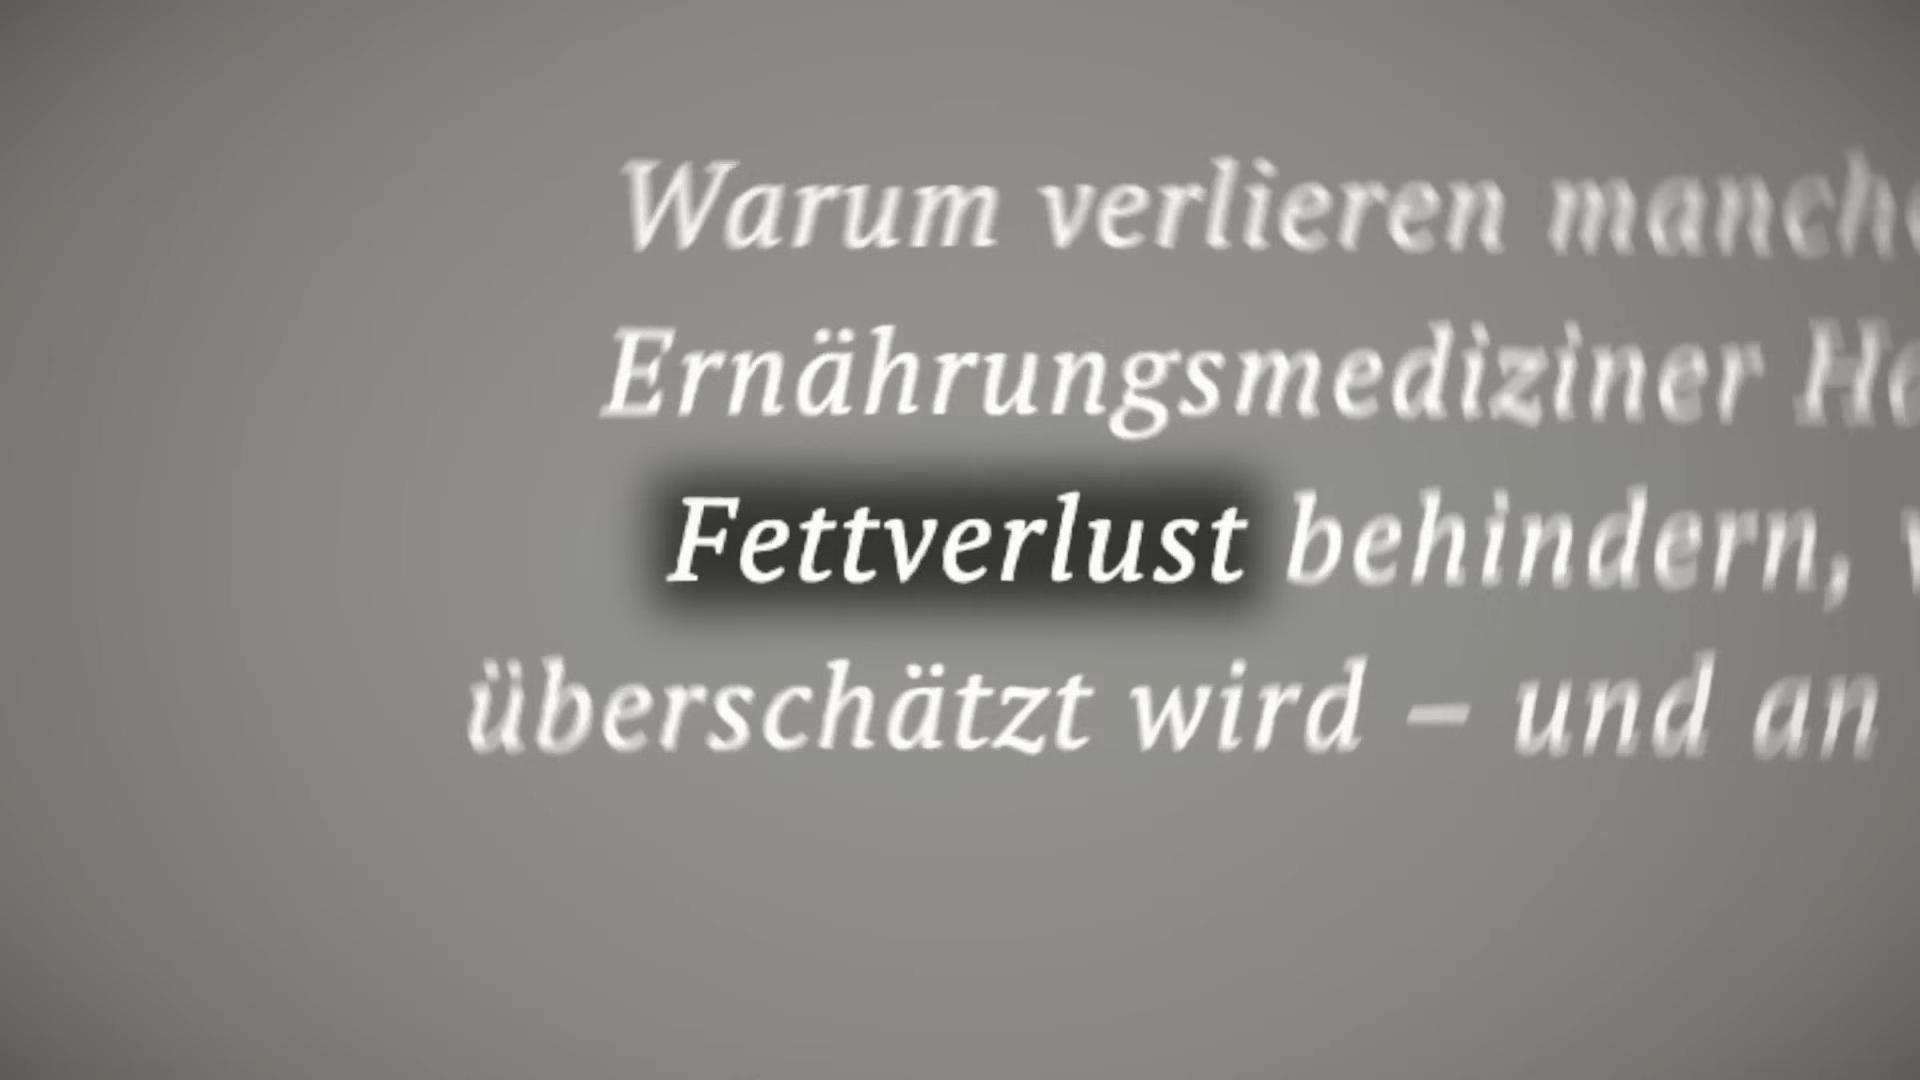 Warum verlieren manche
Ernährungsmediziner
Fettverlust behindern,
überschätzt wird – und an